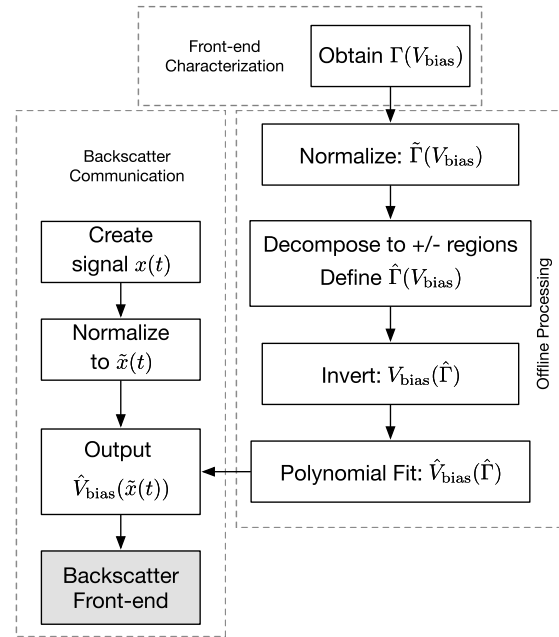 Front-end
Characterization
Obtain Γ(V_bias)
Normalize: Γ̃(V_bias)
Decompose to +/- regions
Define Γ̂(V_bias)
Invert: V_bias(Γ̂)
Polynomial Fit: V̂_bias(Γ̂)
Offline Processing
Backscatter
Communication
Create
signal x(t)
Normalize
to x̃(t)
Output
V̂_bias(x̃(t))
Backscatter
Front-end